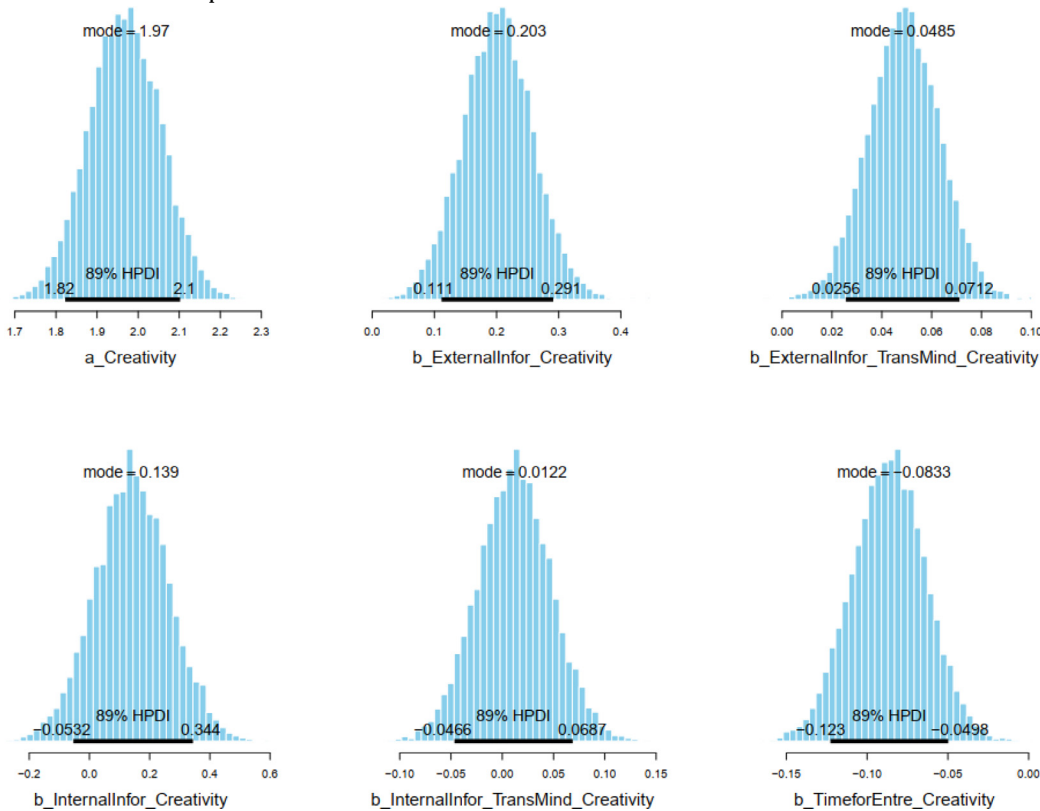 mode = 1.97
89% HPDI
1.82 2.1
1.7 1.8 1.9 2.0 2.1 2.2 2.3
a_Creativity
mode = 0.203
89% HPDI
0.111 0.291
0.0 0.1 0.2 0.3 0.4
b_ExternalInfor_Creativity
mode = 0.0485
89% HPDI
0.0256 0.0712
0.00 0.02 0.04 0.06 0.08 0.10
b_ExternalInfor_TransMind_Creativity
mode = 0.139
89% HPDI
−0.0532 0.344
−0.2 0.0 0.2 0.4 0.6
b_InternalInfor_Creativity
mode = 0.0122
89% HPDI
−0.0466 0.0687
−0.10 −0.05 0.00 0.05 0.10 0.15
b_InternalInfor_TransMind_Creativity
mode = −0.0833
89% HPDI
−0.123 −0.0498
−0.15 −0.10 −0.05 0.00
b_TimeforEntre_Creativity